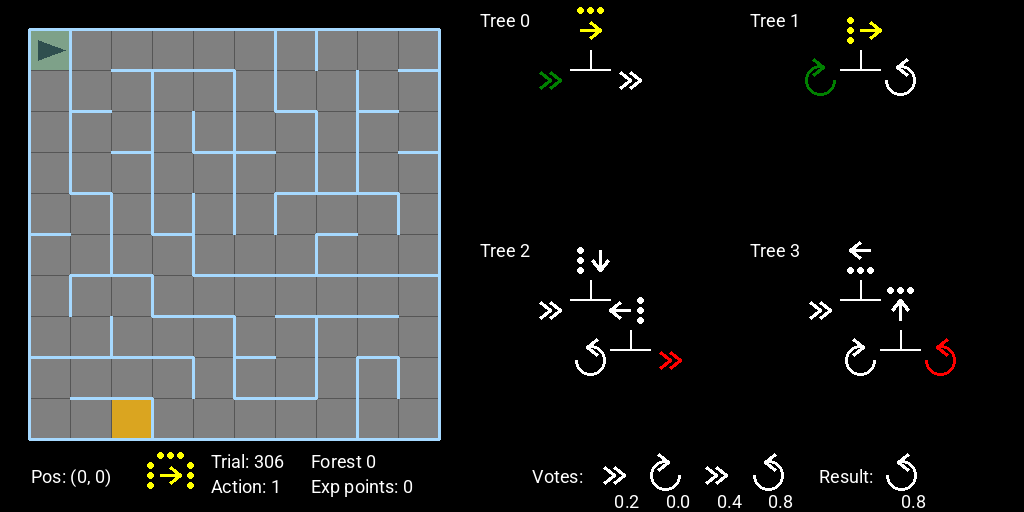 Tree 0
Tree 1
Tree 2
Tree 3
Pos: (0, 0)
Trial: 306
Forest 0
Action: 1
Exp points: 0
Votes:
Result:
0.2
0.0
0.4
0.8
0.8